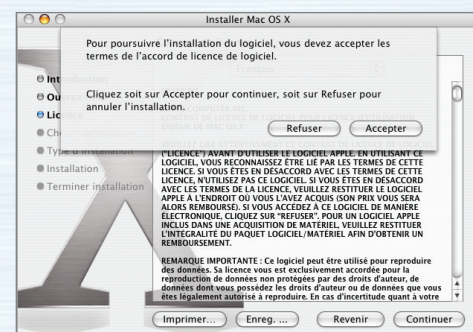 Installer Mac OS X
Pour poursuivre l'installation du logiciel, vous devez accepter les
termes de l'accord de licence de logiciel.
Cliquez soit sur Accepter pour continuer, soit sur Refuser pour
annuler l'installation.
Refuser
Accepter
Licence
Type d'installation
Installation
Terminer installation
("LICENCE") AVANT D'UTILISER LE LOGICIEL APPLE. EN UTILISANT CE
LOGICIEL, VOUS RECONNAISSEZ ÊTRE LIÉ PAR LES TERMES DE CETTE
LICENCE. SI VOUS ÊTES EN DÉSACCORD AVEC LES TERMES DE CETTE
LICENCE, N'UTILISEZ PAS CE LOGICIEL. SI VOUS ÊTES EN DÉSACCORD
AVEC LES TERMES DE LA LICENCE, VEUILLEZ RESTITUER LE LOGICIEL
APPLE À L'ENDROIT OÙ VOUS L'AVEZ ACQUIS (SON PRIX VOUS SERA
ALORS REMBOURSÉ). SI VOUS ACCÉDEZ À CE LOGICIEL DE MANIÈRE
ÉLECTRONIQUE, CLIQUEZ SUR "REFUSER". POUR UN LOGICIEL APPLE
INCLUS DANS UNE ACQUISITION DE MATÉRIEL, VEUILLEZ RESTITUER
L'INTÉGRALITÉ DU PAQUET LOGICIEL/MATÉRIEL AFIN D'OBTENIR UN
REMBOURSEMENT.
REMARQUE IMPORTANTE : Ce logiciel peut être utilisé pour reproduire
des données. Sa licence vous est exclusivement accordée pour la
reproduction de données non protégées par des droits d'auteur, de
données dont vous possédez les droits d'auteur ou de données que vous
êtes légalement autorisé à reproduire. En cas d'incertitude quant à votre
Imprimer...
Enreg. ...
Revenir
Continuer